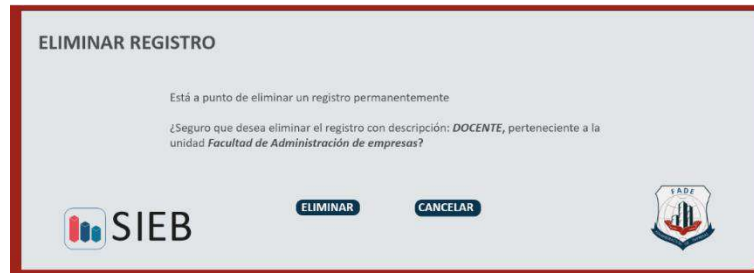 ELIMINAR REGISTRO
Está a punto de eliminar un registro permanentemente
¿Seguro que desea eliminar el registro con descripción: DOCENTE, perteneciente a la
unidad Facultad de Administración de empresas?
ELIMINAR
CANCELAR
SIEB
FADE